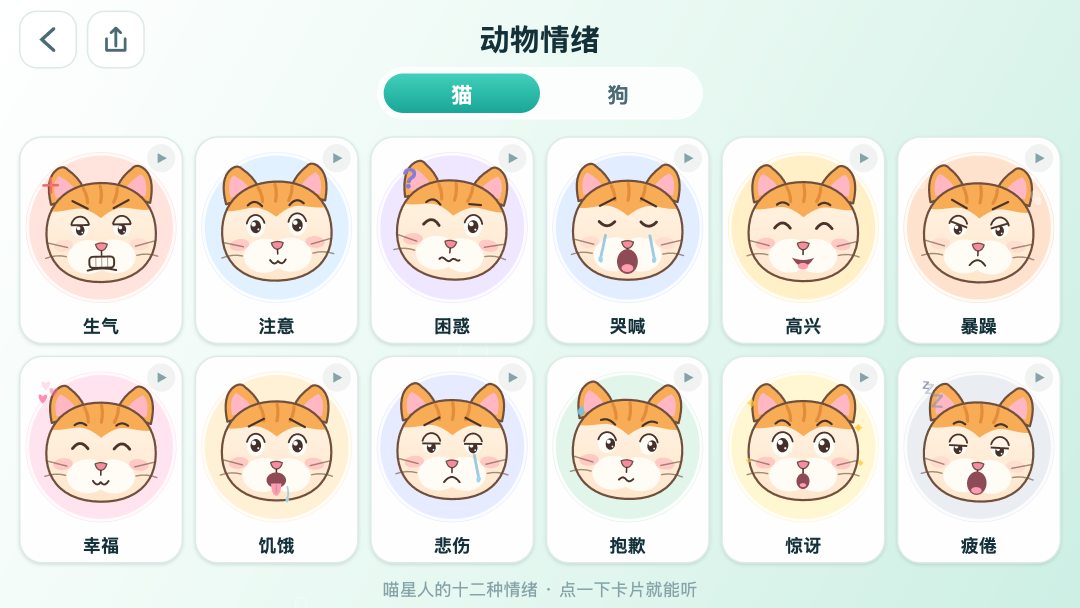 动物情绪
猫 狗
生气 注意 困惑 哭喊 高兴 暴躁
幸福 饥饿 悲伤 抱歉 惊讶 疲倦
喵星人的十二种情绪 · 点一下卡片就能听